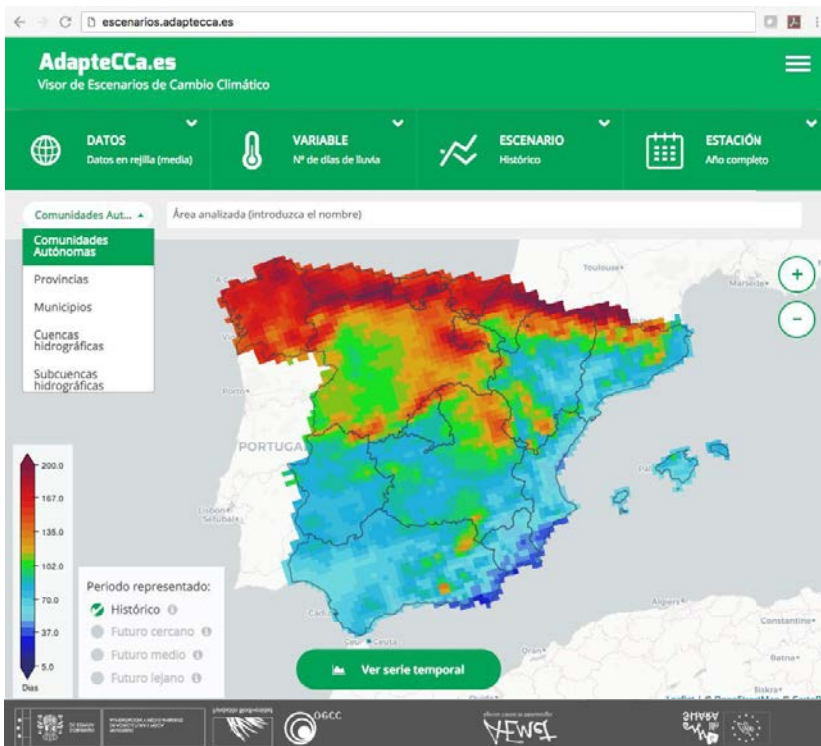 escenarios.adaptecca.es
AdapteCCa.es
Visor de Escenarios de Cambio Climático
DATOS
Datos en rejilla (media)
VARIABLE
Nº de días de lluvia
ESCENARIO
Histórico
ESTACIÓN
Año completo
Comunidades Aut...
Área analizada (introduzca el nombre)
Comunidades
Autónomas
Provincias
Municipios
Cuencas
hidrográficas
Subcuencas
hidrográficas
Toulouse
Marseille
Porto
PORTUGAL
Lisbon
Setúbal
200.0
167.0
135.0
102.0
70.0
37.0
5.0
Días
Periodo representado:
Histórico
Futuro cercano
Futuro medio
Futuro lejano
Ceuta
Algiers
Constantine
Oran
Batna
Biskra
Ver serie temporal
OECC
AEMet